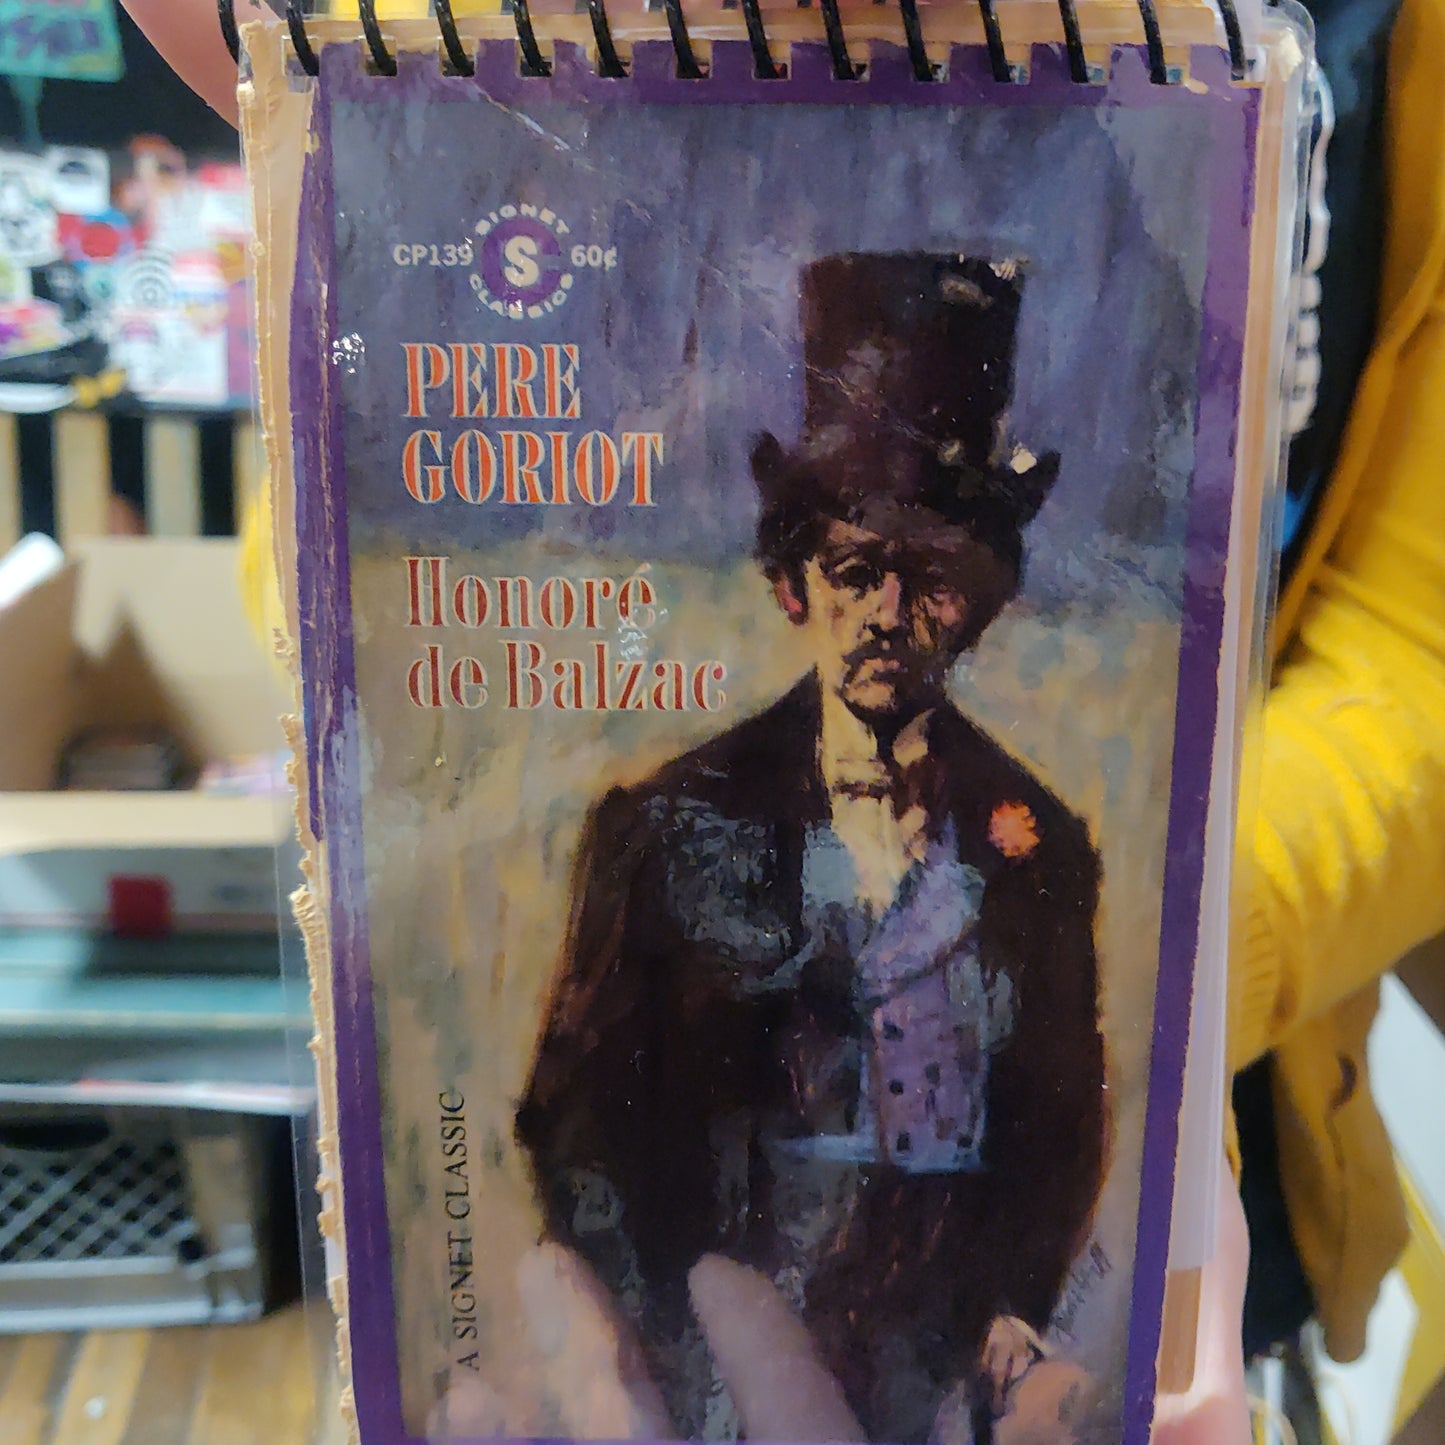 SIGNET
CP139 S 60¢
CLASSICS
PERE
GORIOT
Honoré
de Balzac
A SIGNET CLASSIC